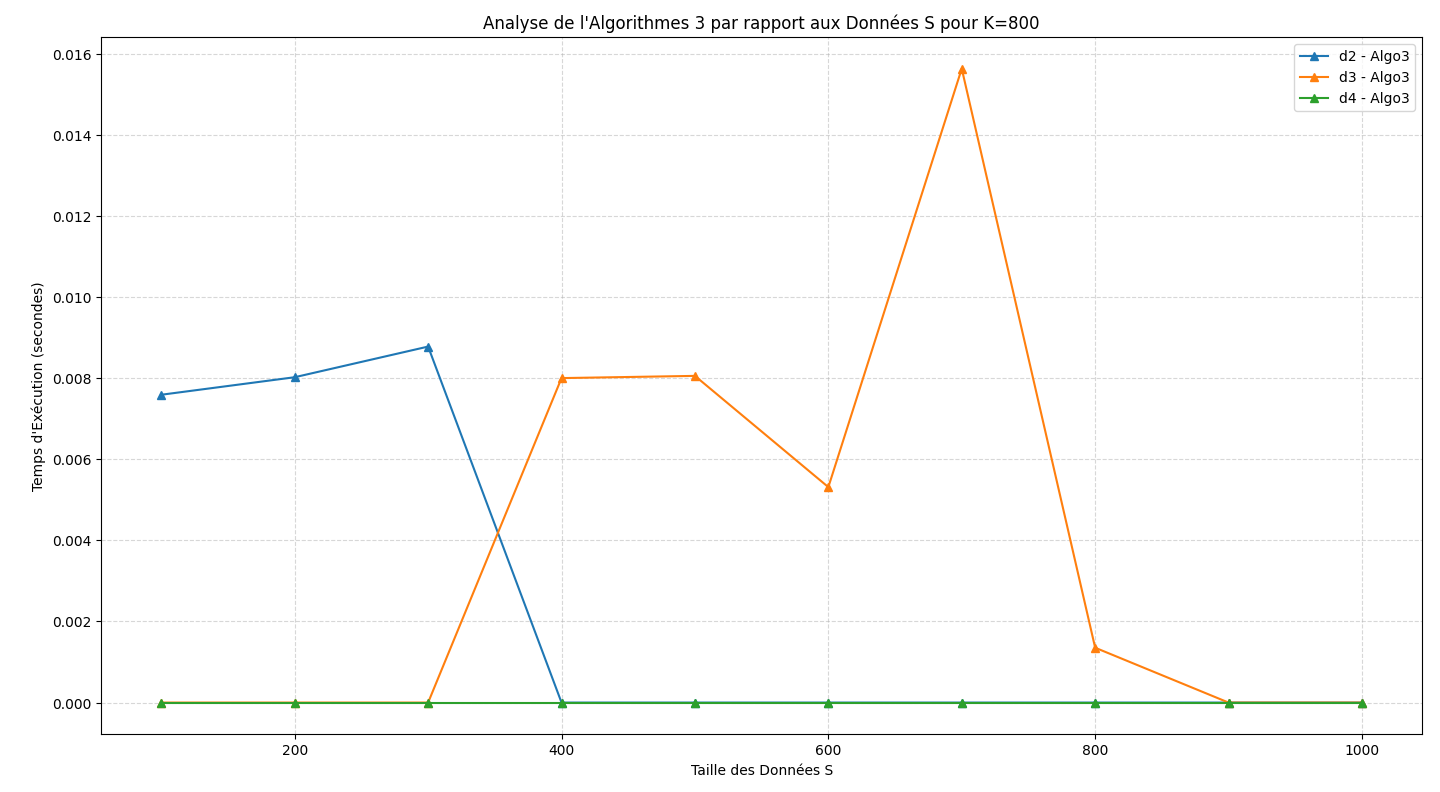 Analyse de l'Algorithmes 3 par rapport aux Données S pour K=800
d2 - Algo3
d3 - Algo3
d4 - Algo3
Temps d'Exécution (secondes)
0.016
0.014
0.012
0.010
0.008
0.006
0.004
0.002
0.000
200 400 600 800 1000
Taille des Données S